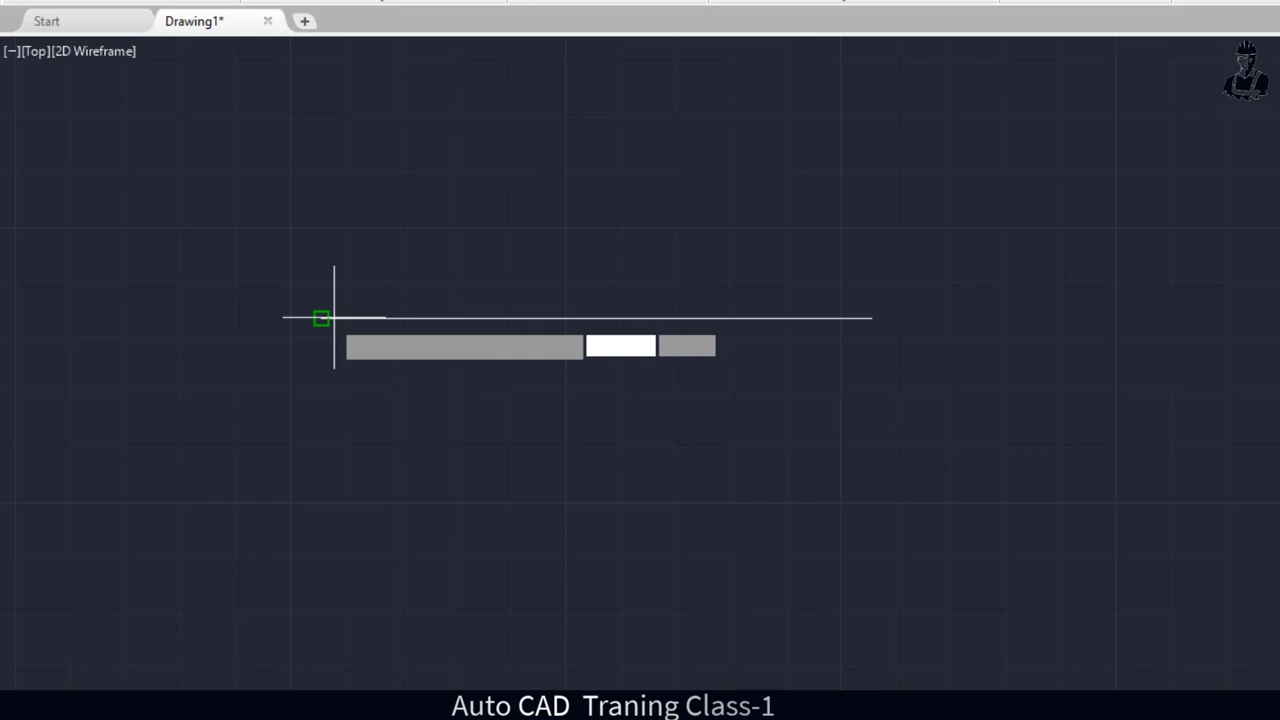 Start
Drawing1*
[−][Top][2D Wireframe]
Auto CAD  Traning Class-1